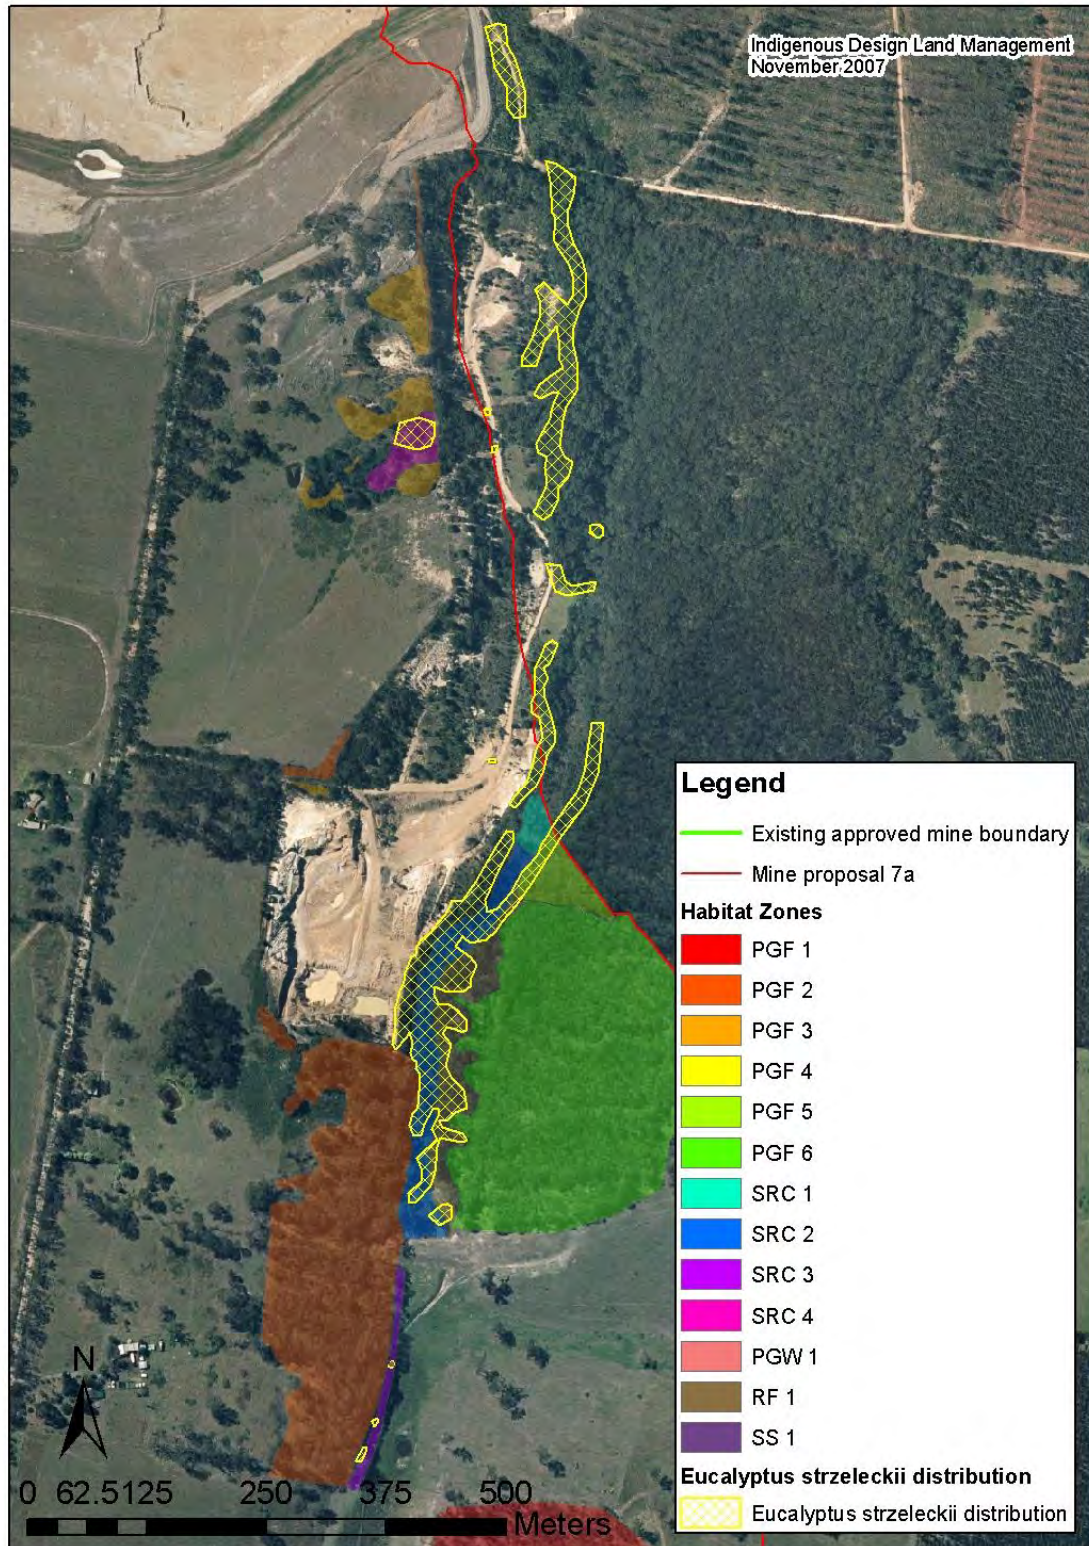 Indigenous Design Land Management
November 2007
Legend
Existing approved mine boundary
Mine proposal 7a
Habitat Zones
PGF 1
PGF 2
PGF 3
PGF 4
PGF 5
PGF 6
SRC 1
SRC 2
SRC 3
SRC 4
PGW 1
RF 1
SS 1
Eucalyptus strzeleckii distribution
Eucalyptus strzeleckii distribution
N
0 62.5125 250 375 500
Meters